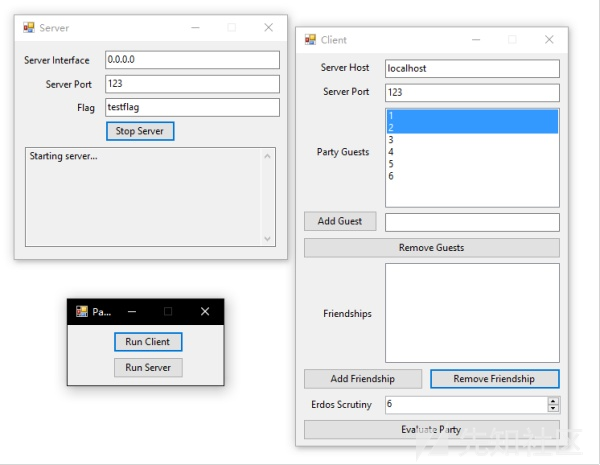 Server
Server Interface 0.0.0.0
Server Port 123
Flag testflag
Stop Server
Starting server...
Client
Server Host localhost
Server Port 123
Party Guests
1
2
3
4
5
6
Add Guest
Remove Guests
Friendships
Add Friendship Remove Friendship
Erdos Scrutiny 6
Evaluate Party
Pa...
Run Client
Run Server
先知社区